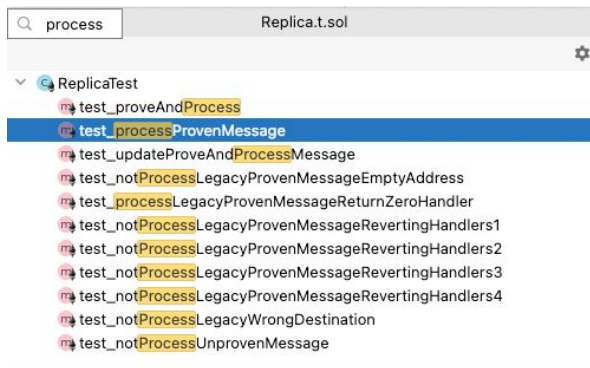 process
Replica.t.sol
ReplicaTest
test_proveAndProcess
test_processProvenMessage
test_updateProveAndProcessMessage
test_notProcessLegacyProvenMessageEmptyAddress
test_processLegacyProvenMessageReturnZeroHandler
test_notProcessLegacyProvenMessageRevertingHandlers1
test_notProcessLegacyProvenMessageRevertingHandlers2
test_notProcessLegacyProvenMessageRevertingHandlers3
test_notProcessLegacyProvenMessageRevertingHandlers4
test_notProcessLegacyWrongDestination
test_notProcessUnprovenMessage